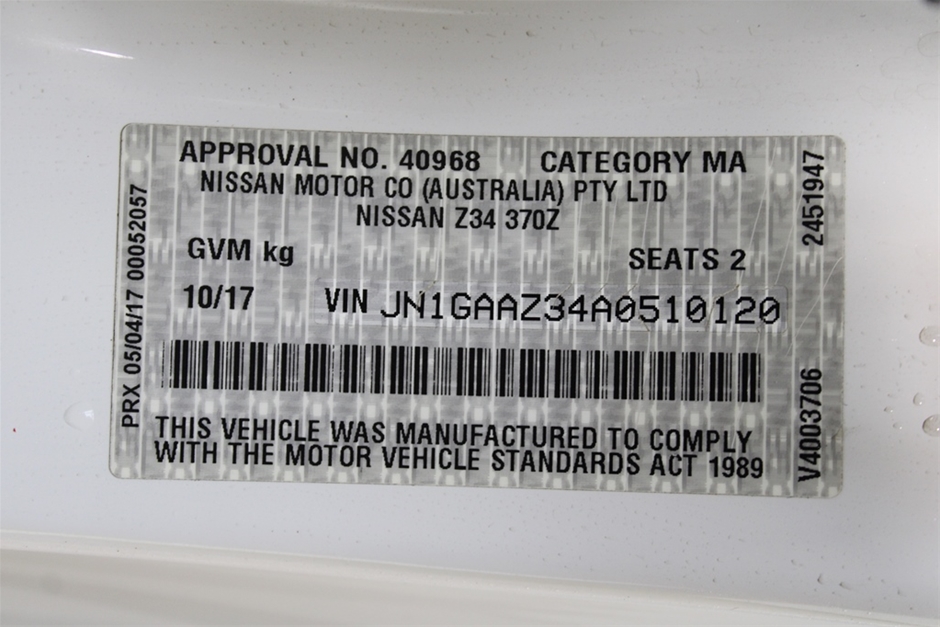 APPROVAL NO. 40968 CATEGORY MA
NISSAN MOTOR CO (AUSTRALIA) PTY LTD
NISSAN Z34 370Z
GVM kg SEATS 2
10/17 VIN JN1GAAZ34A0510120
THIS VEHICLE WAS MANUFACTURED TO COMPLY
WITH THE MOTOR VEHICLE STANDARDS ACT 1989
PRX 05/04/17 00052057
V4003706 2451947